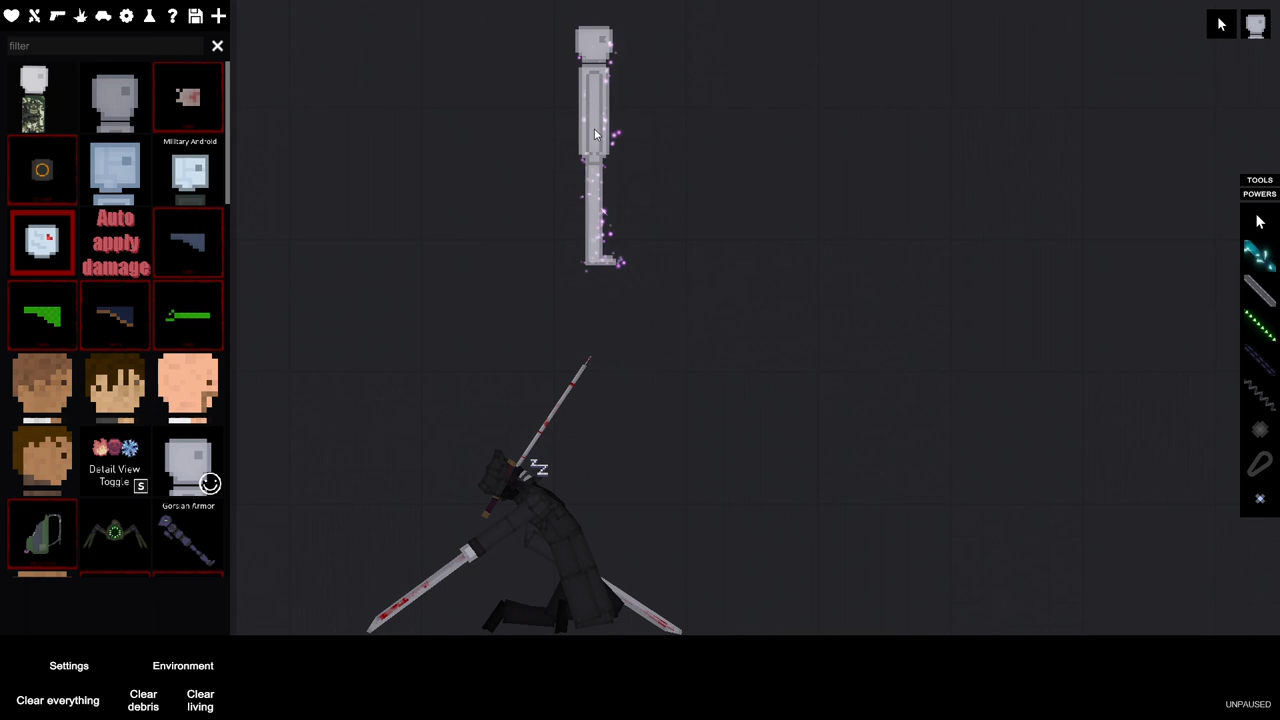 filter
Military Android
Auto
apply
damage
Detail View
Toggle S
Gorsian Armor
Settings
Environment
Clear everything
Clear
debris
Clear
living
z
z
TOOLS
POWERS
UNPAUSED